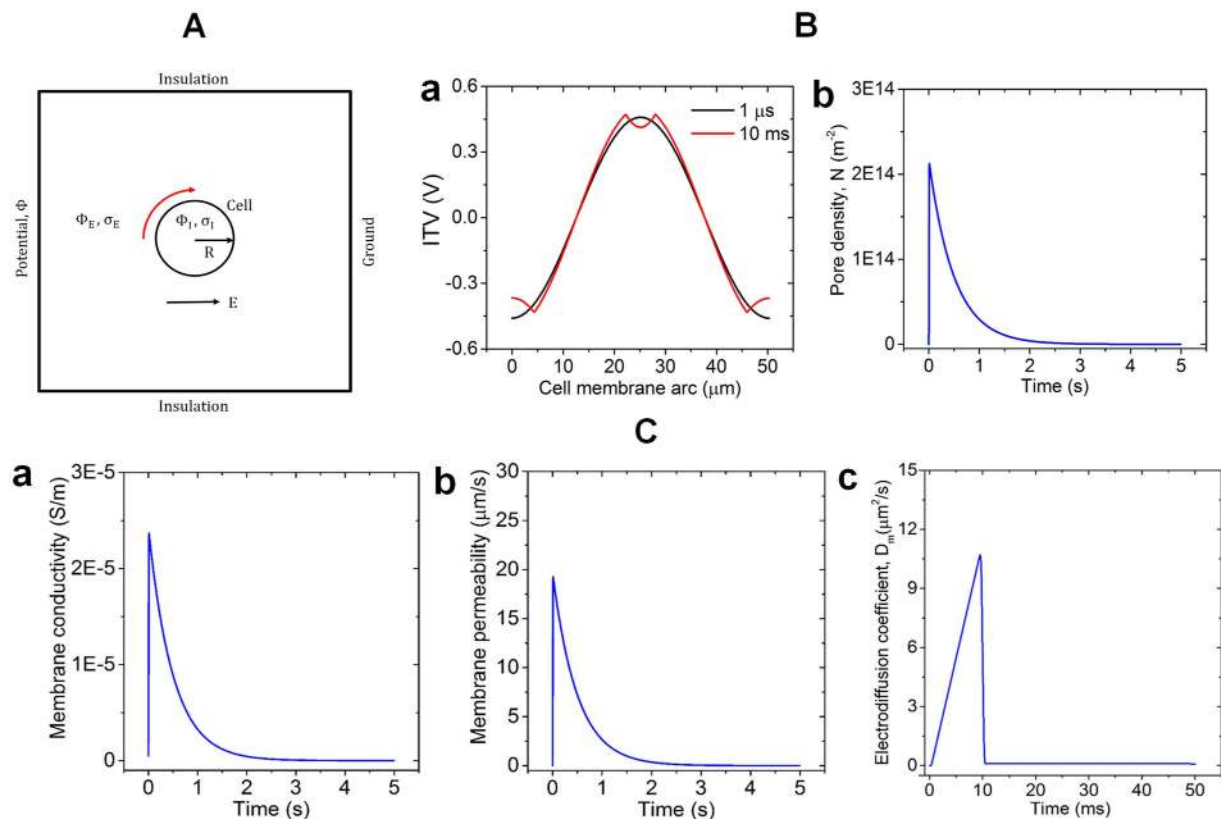 A
Insulation
Potential, Φ
Φ_E, σ_E
Φ_I, σ_I
Cell
R
E
Ground
Insulation
B
a
ITV (V)
0.6
0.3
0.0
-0.3
-0.6
1 μs
10 ms
0 10 20 30 40 50
Cell membrane arc (μm)
b
Pore density, N (m⁻²)
3E14
2E14
1E14
0
0 1 2 3 4 5
Time (s)
C
a
Membrane conductivity (S/m)
3E-5
2E-5
1E-5
0
0 1 2 3 4 5
Time (s)
b
Membrane permeability (μm/s)
30
25
20
15
10
5
0
0 1 2 3 4 5
Time (s)
c
Electrodiffusion coefficient, Dₘ(μm²/s)
15
12
9
6
3
0
0 10 20 30 40 50
Time (ms)